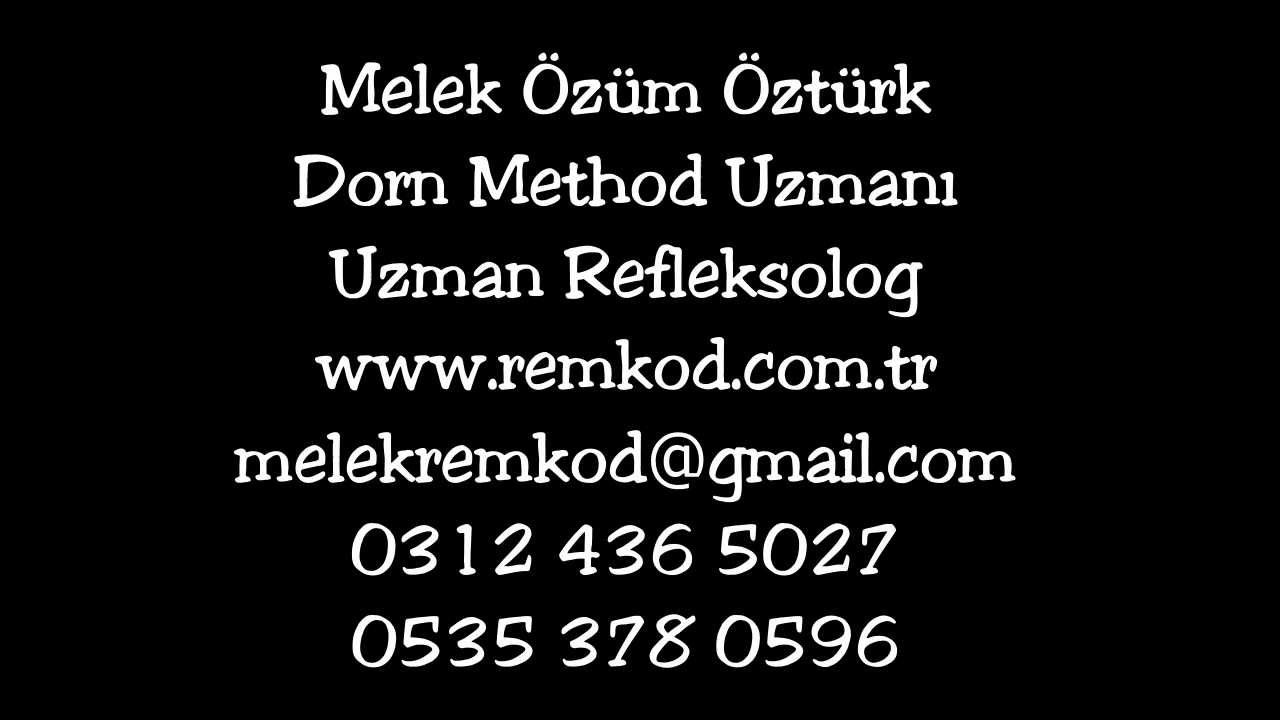 Melek Özüm Öztürk
Dorn Method Uzmanı
Uzman Refleksolog
www.remkod.com.tr
melekremkod@gmail.com
0312 436 5027
0535 378 0596